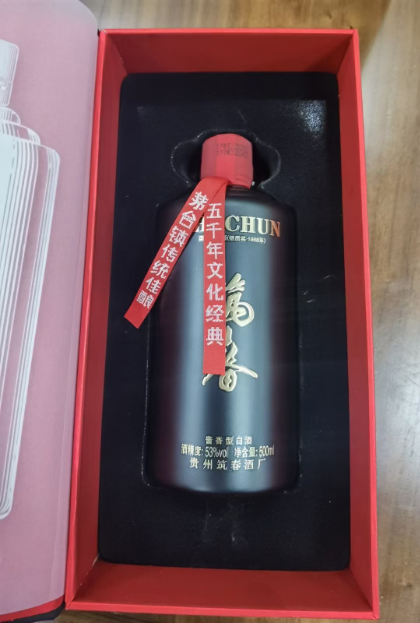 茅台镇传统佳酿
五千年文化经典
CHUN
筑春
酱香型白酒
酒精度:53%vol 净含量:500ml
贵州筑春酒厂